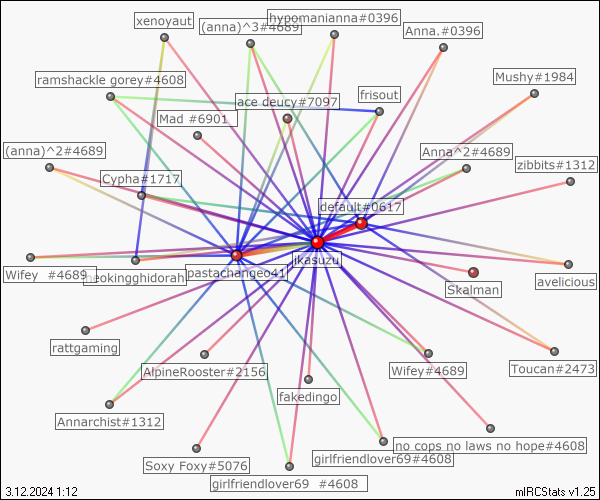 xenoyaut
(anna)^3#4689
hypomanianna#0396
Anna.#0396
ramshackle gorey#4608
ace deucy#7097
frisout
Mushy#1984
Mad #6901
(anna)^2#4689
Anna^2#4689
zibbits#1312
Cypha#1717
default#0617
Wifey #4689
neokingghidorah
pastachangeo41
ikasuzu
Skalman
avelicious
rattgaming
AlpineRooster#2156
Wifey#4689
Toucan#2473
fakedingo
Annarchist#1312
no cops no laws no hope#4608
Soxy Foxy#5076
girlfriendlover69#4608
girlfriendlover69 #4608
3.12.2024 1:12
mIRCStats v1.25